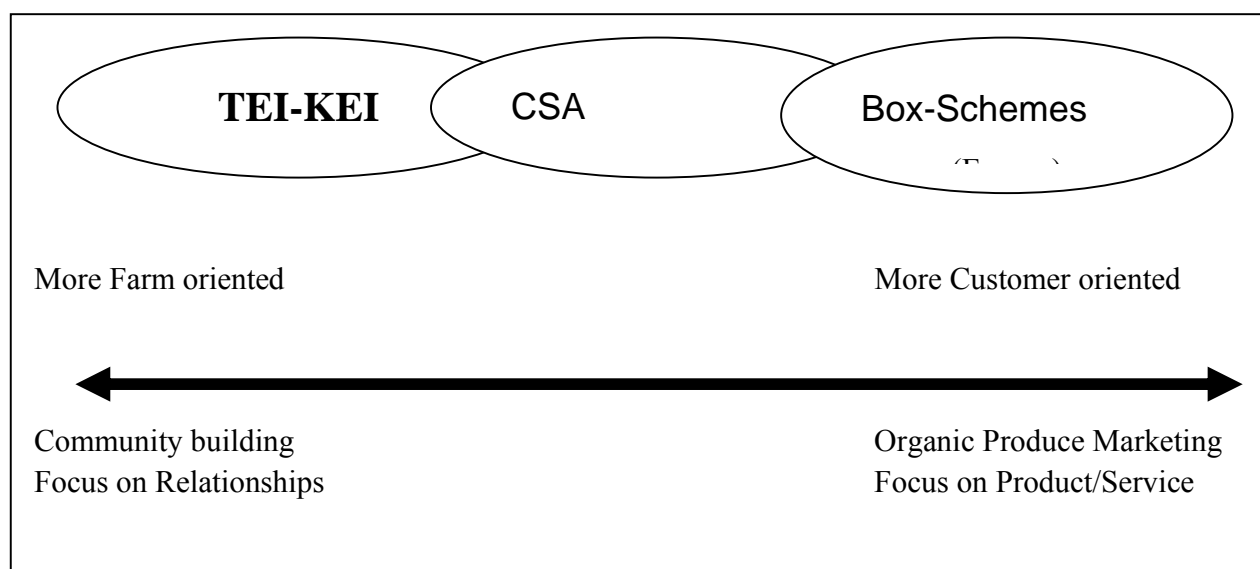 TEI-KEI
CSA
Box-Schemes
More Farm oriented
More Customer oriented
Community building
Organic Produce Marketing
Focus on Relationships
Focus on Product/Service